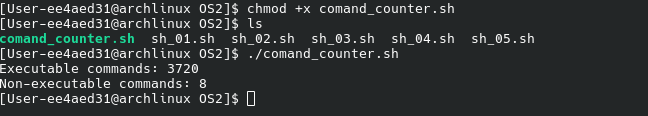 [User-ee4aed31@archlinux OS2]$ chmod +x comand_counter.sh
[User-ee4aed31@archlinux OS2]$ ls
comand_counter.sh  sh_01.sh  sh_02.sh  sh_03.sh  sh_04.sh  sh_05.sh
[User-ee4aed31@archlinux OS2]$ ./comand_counter.sh
Executable commands: 3720
Non-executable commands: 8
[User-ee4aed31@archlinux OS2]$